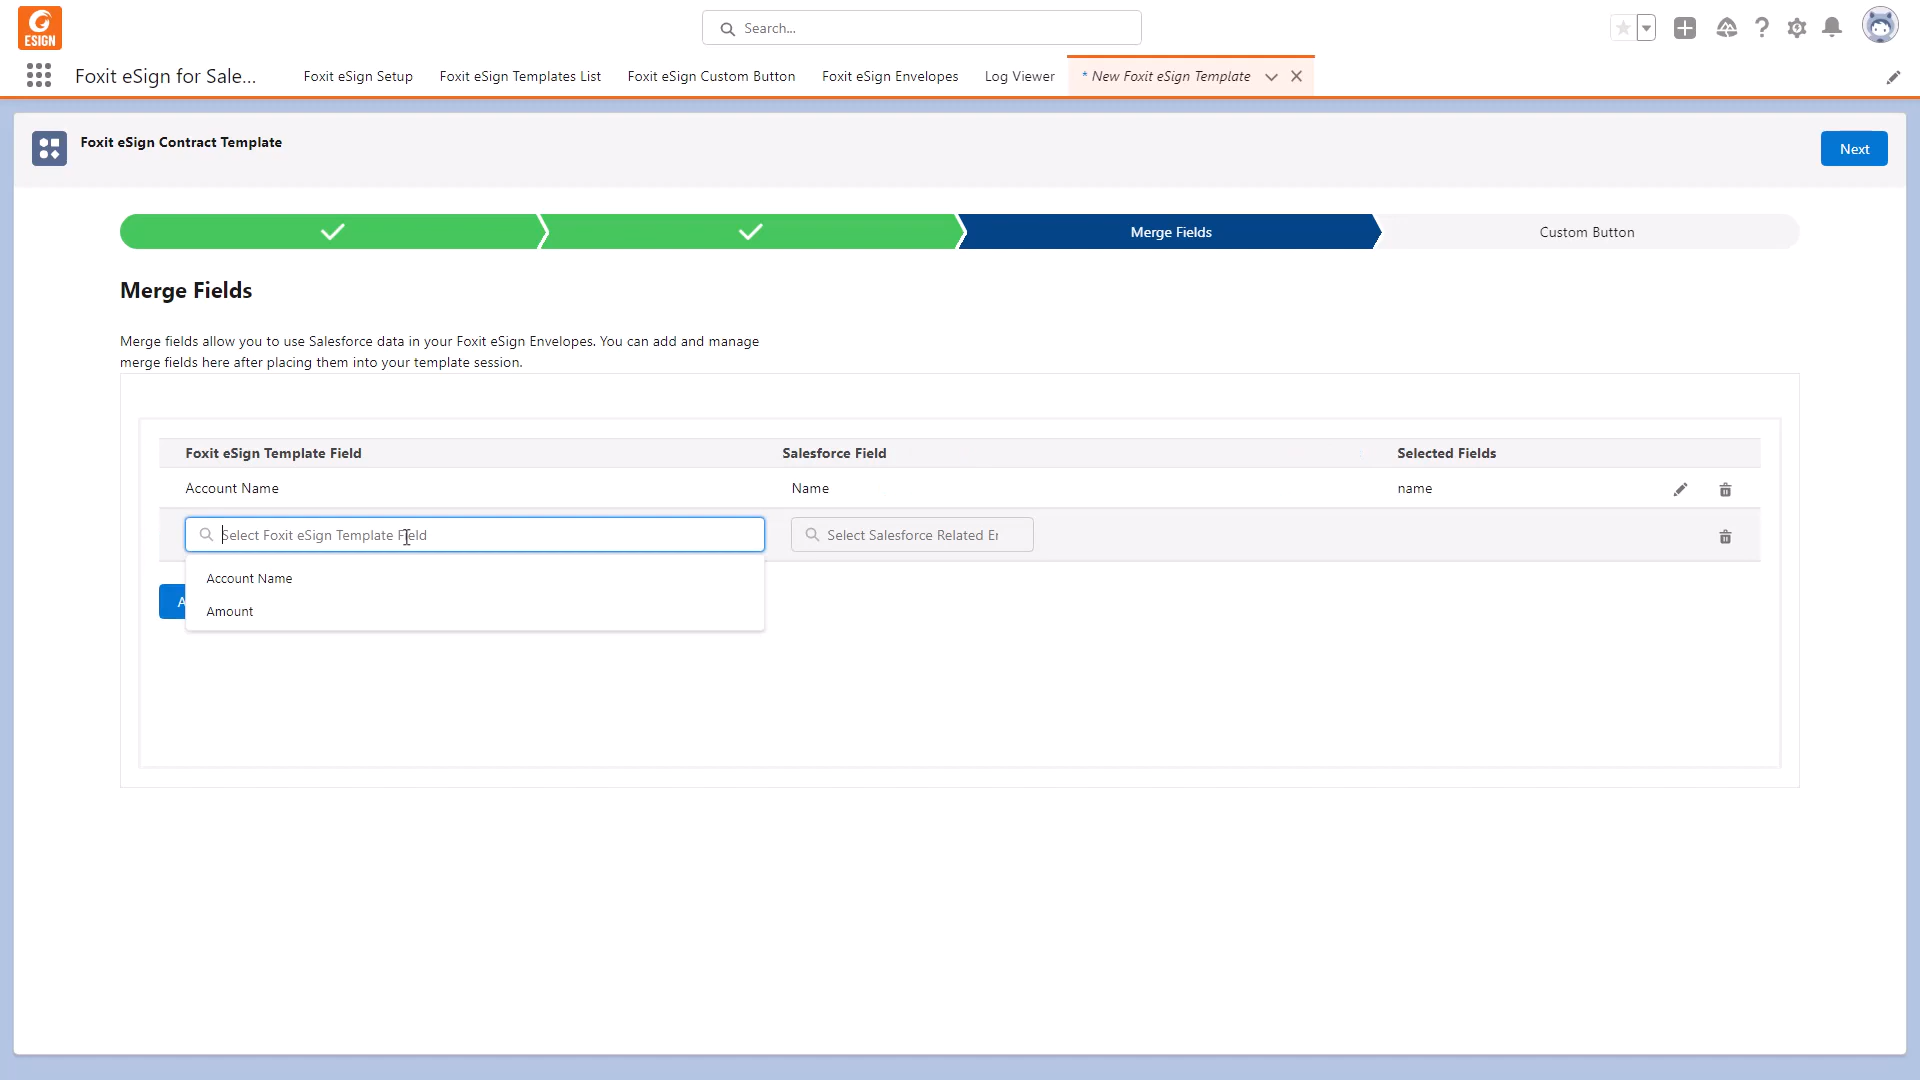 ESIGN
Search...
Foxit eSign for Sale...
Foxit eSign Setup
Foxit eSign Templates List
Foxit eSign Custom Button
Foxit eSign Envelopes
Log Viewer
* New Foxit eSign Template
Foxit eSign Contract Template
Next
Merge Fields
Custom Button
Merge Fields
Merge fields allow you to use Salesforce data in your Foxit eSign Envelopes. You can add and manage
merge fields here after placing them into your template session.
Foxit eSign Template Field
Salesforce Field
Selected Fields
Account Name
Name
name
Select Foxit eSign Template Field
Select Salesforce Related Er
Account Name
A
Amount